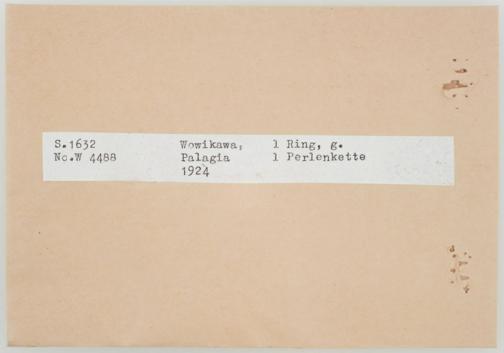 S.1632 Wowikawa, 1 Ring, g.
No.W 4488 Palagia 1 Perlenkette
1924